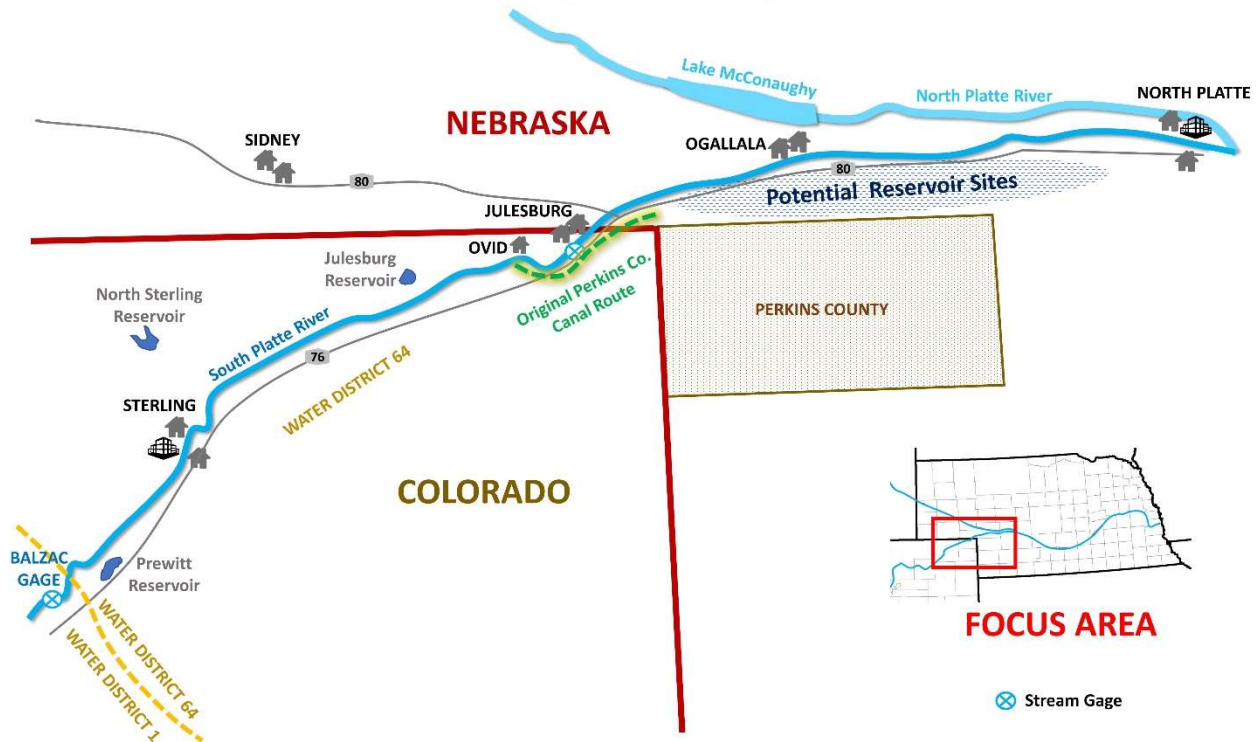 Lake McConaughy
North Platte River
NORTH PLATTE
NEBRASKA
SIDNEY
OGALLALA
80
80
Potential Reservoir Sites
JULESBURG
OVID
Julesburg
Reservoir
Original Perkins Co.
Canal Route
North Sterling
Reservoir
PERKINS COUNTY
South Platte River
76
WATER DISTRICT 64
STERLING
COLORADO
BALZAC
GAGE
Prewitt
Reservoir
WATER DISTRICT 64
WATER DISTRICT 1
FOCUS AREA
Stream Gage